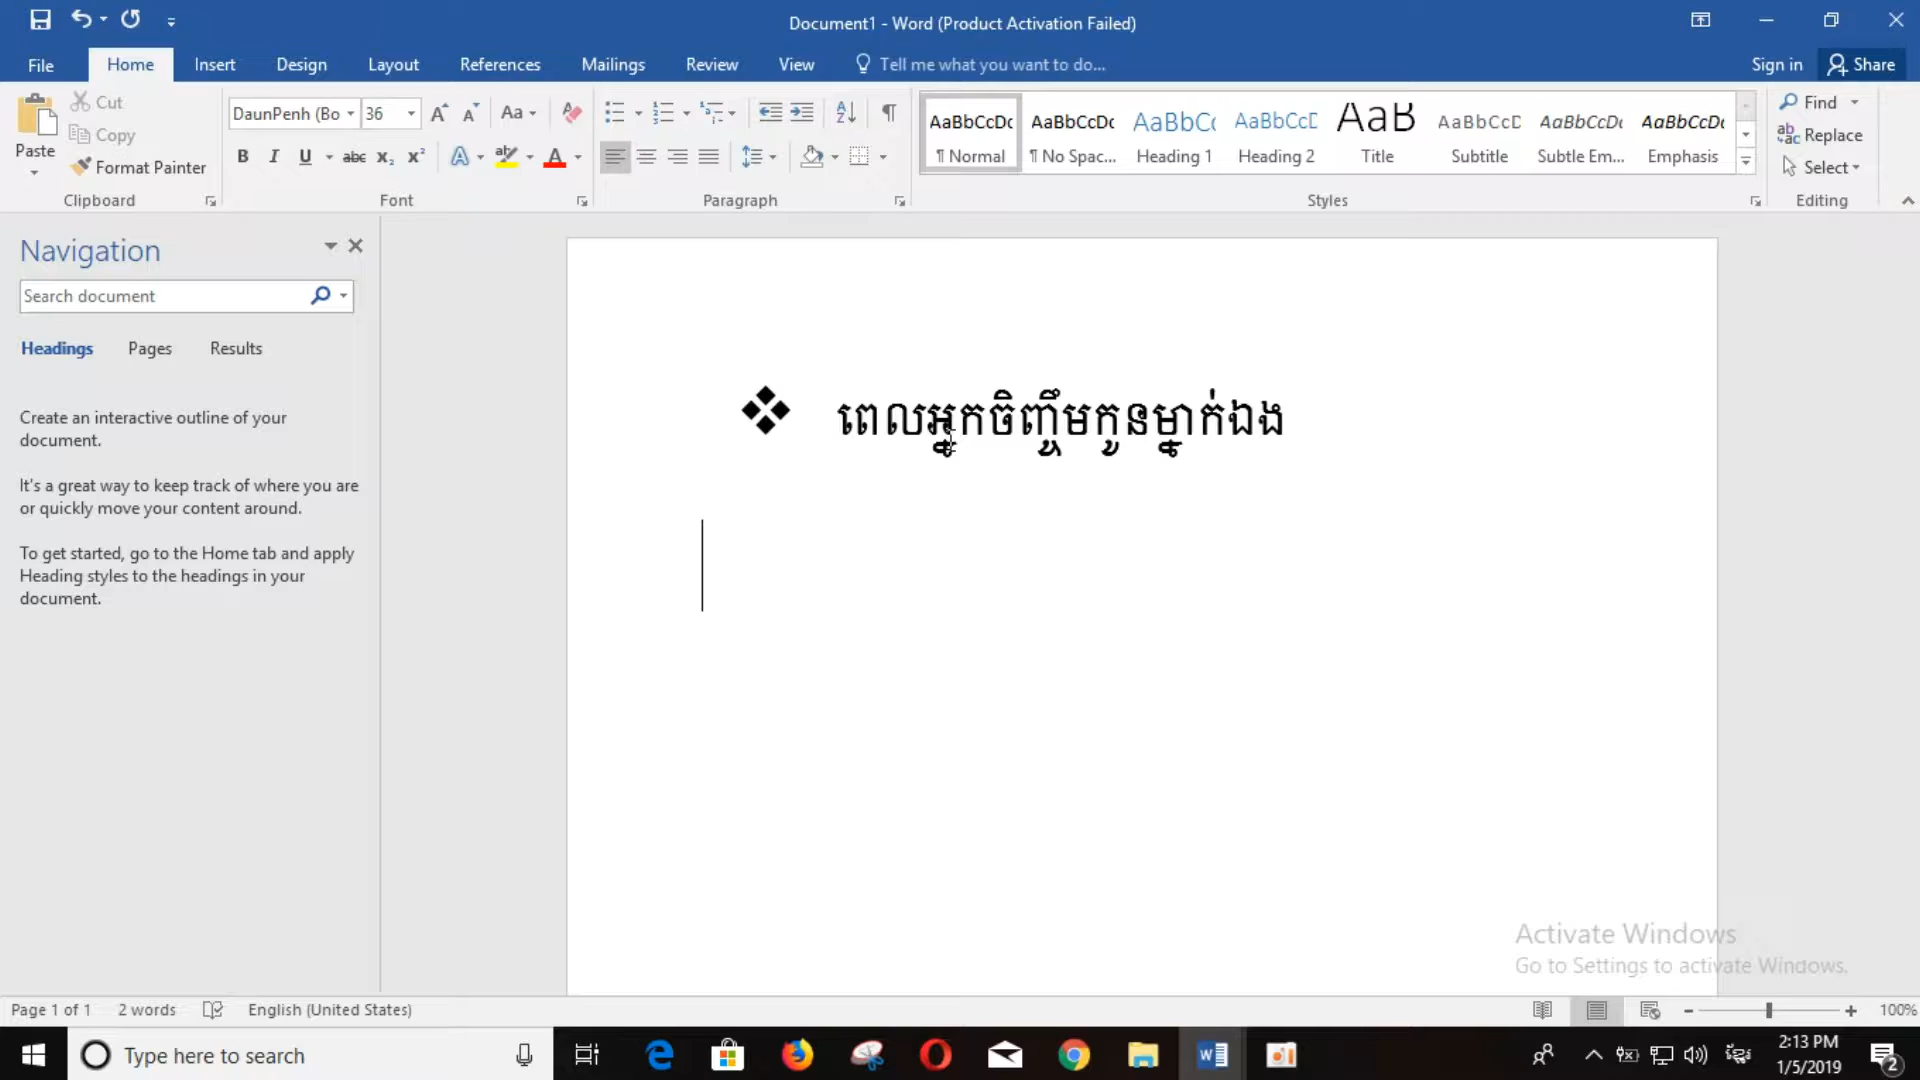 Document1 - Word (Product Activation Failed)
File Home Insert Design Layout References Mailings Review View Tell me what you want to do... Sign in Share
Paste Cut Copy Format Painter
DaunPenh (Bo 36
AaBbCcDc AaBbCcDc AaBbCc AaBbCcD AaB AaBbCcD AaBbCcDc AaBbCcDc
¶ Normal ¶ No Spac... Heading 1 Heading 2 Title Subtitle Subtle Em... Emphasis
Find
Replace
Select
Clipboard Font Paragraph Styles Editing
Navigation
Search document
Headings Pages Results
Create an interactive outline of your
document.
It's a great way to keep track of where you are
or quickly move your content around.
To get started, go to the Home tab and apply
Heading styles to the headings in your
document.
❖ ពេលអ្នកចិញ្ចឹមកូនម្នាក់ឯង
Activate Windows
Go to Settings to activate Windows.
Page 1 of 1 2 words English (United States) 100%
Type here to search
2:13 PM
1/5/2019
2